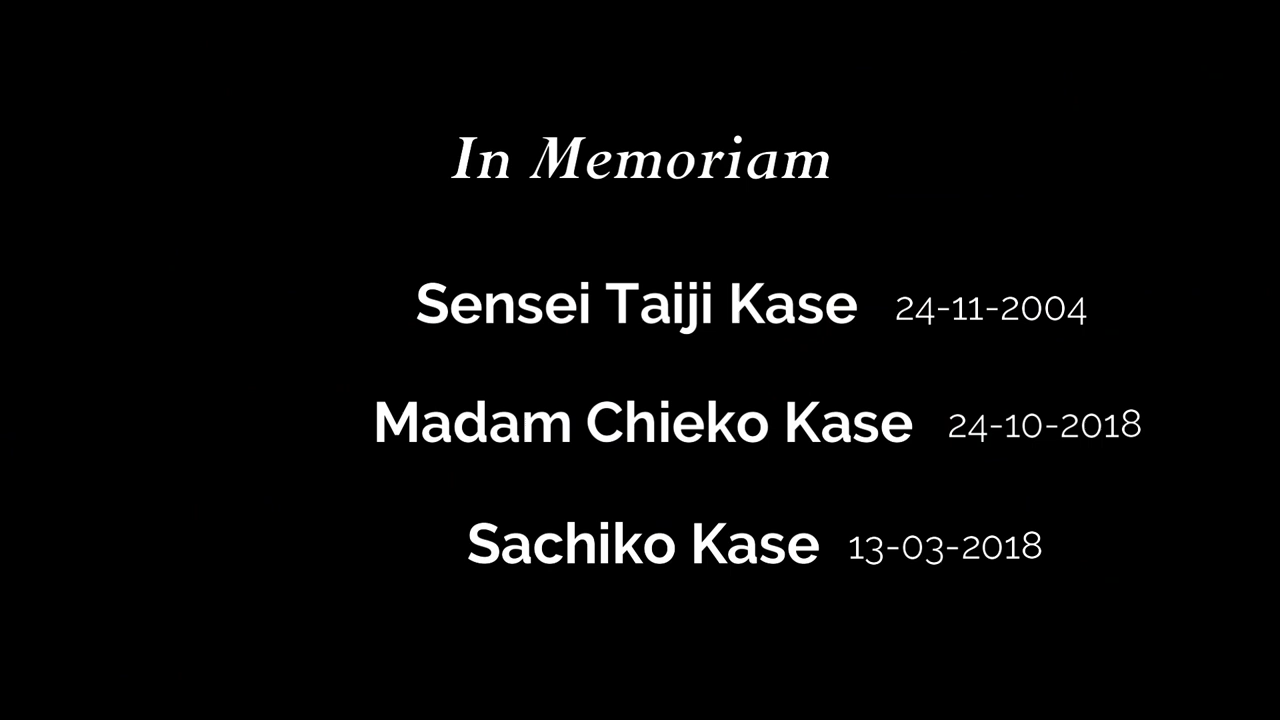 In Memoriam
Sensei Taiji Kase 24-11-2004
Madam Chieko Kase 24-10-2018
Sachiko Kase 13-03-2018